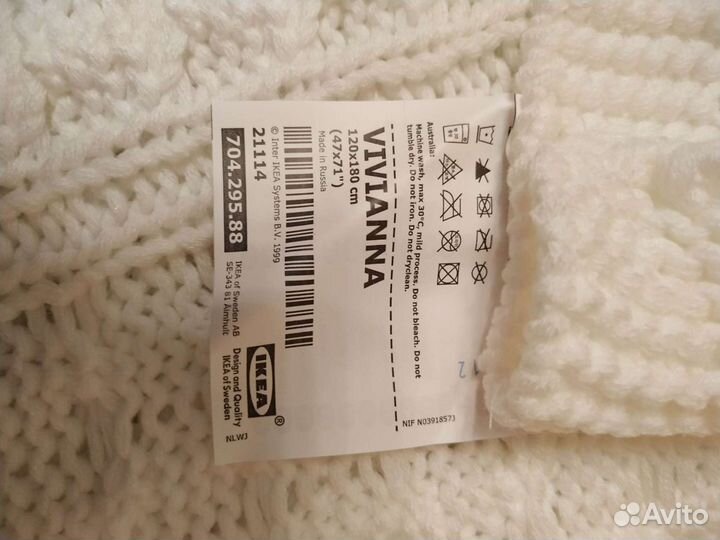 Australia:
Machine wash, max 30°C, mild process. Do not bleach. Do not
tumble dry. Do not iron. Do not dryclean.
NIF N0391857J
12
VIVIANNA
120x180 cm
(47x71")
Made in Russia
© Inter IKEA Systems B.V. 1999
21114
704.295.88
IKEA of Sweden AB
SE-343 81 Älmhult
IKEA®
Design and Quality
IKEA of Sweden
NLWJ
Avito